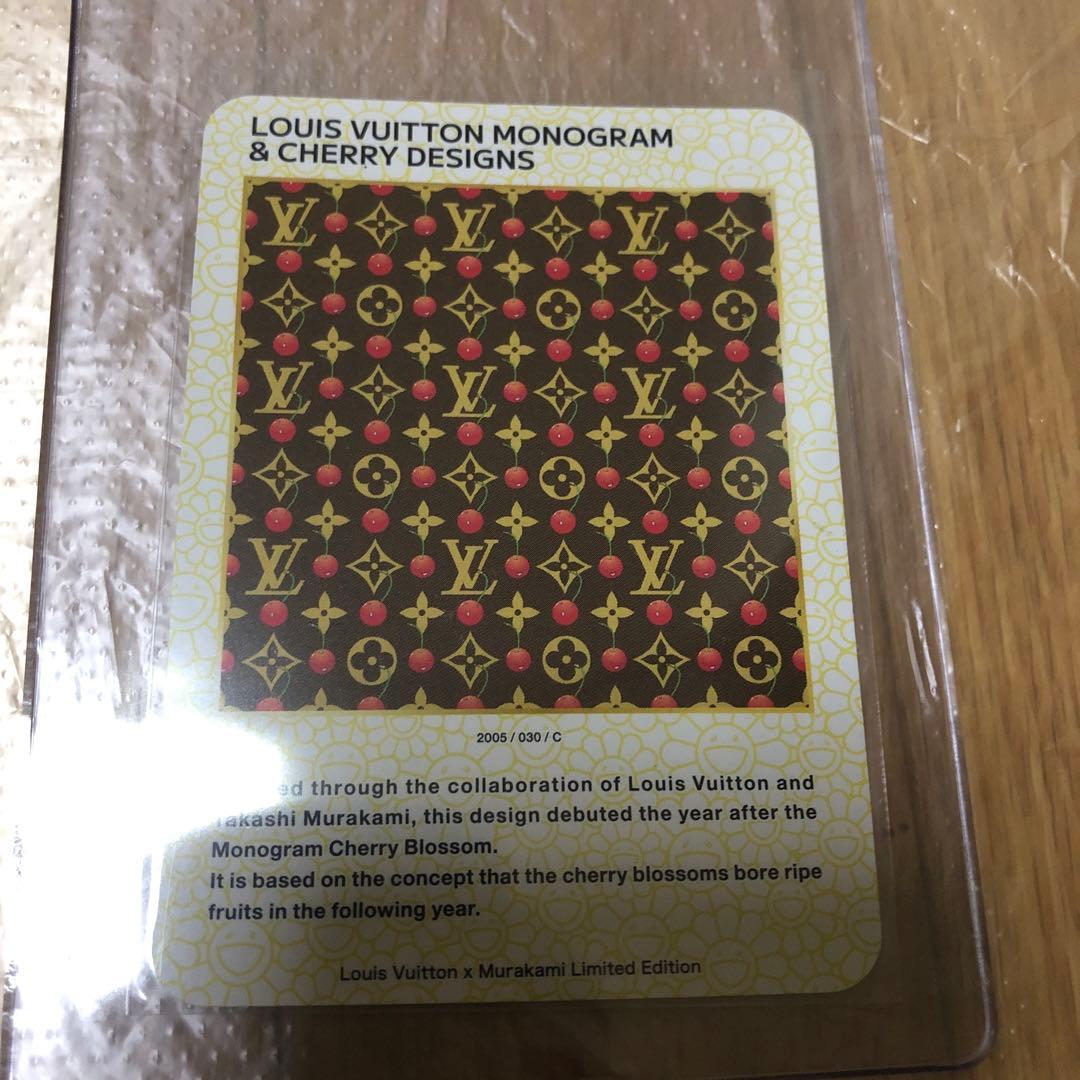 LOUIS VUITTON MONOGRAM
& CHERRY DESIGNS
2005 / 030 / C
through the collaboration of Louis Vuitton and
Takashi Murakami, this design debuted the year after the
Monogram Cherry Blossom.
It is based on the concept that the cherry blossoms bore ripe
fruits in the following year.
Louis Vuitton x Murakami Limited Edition